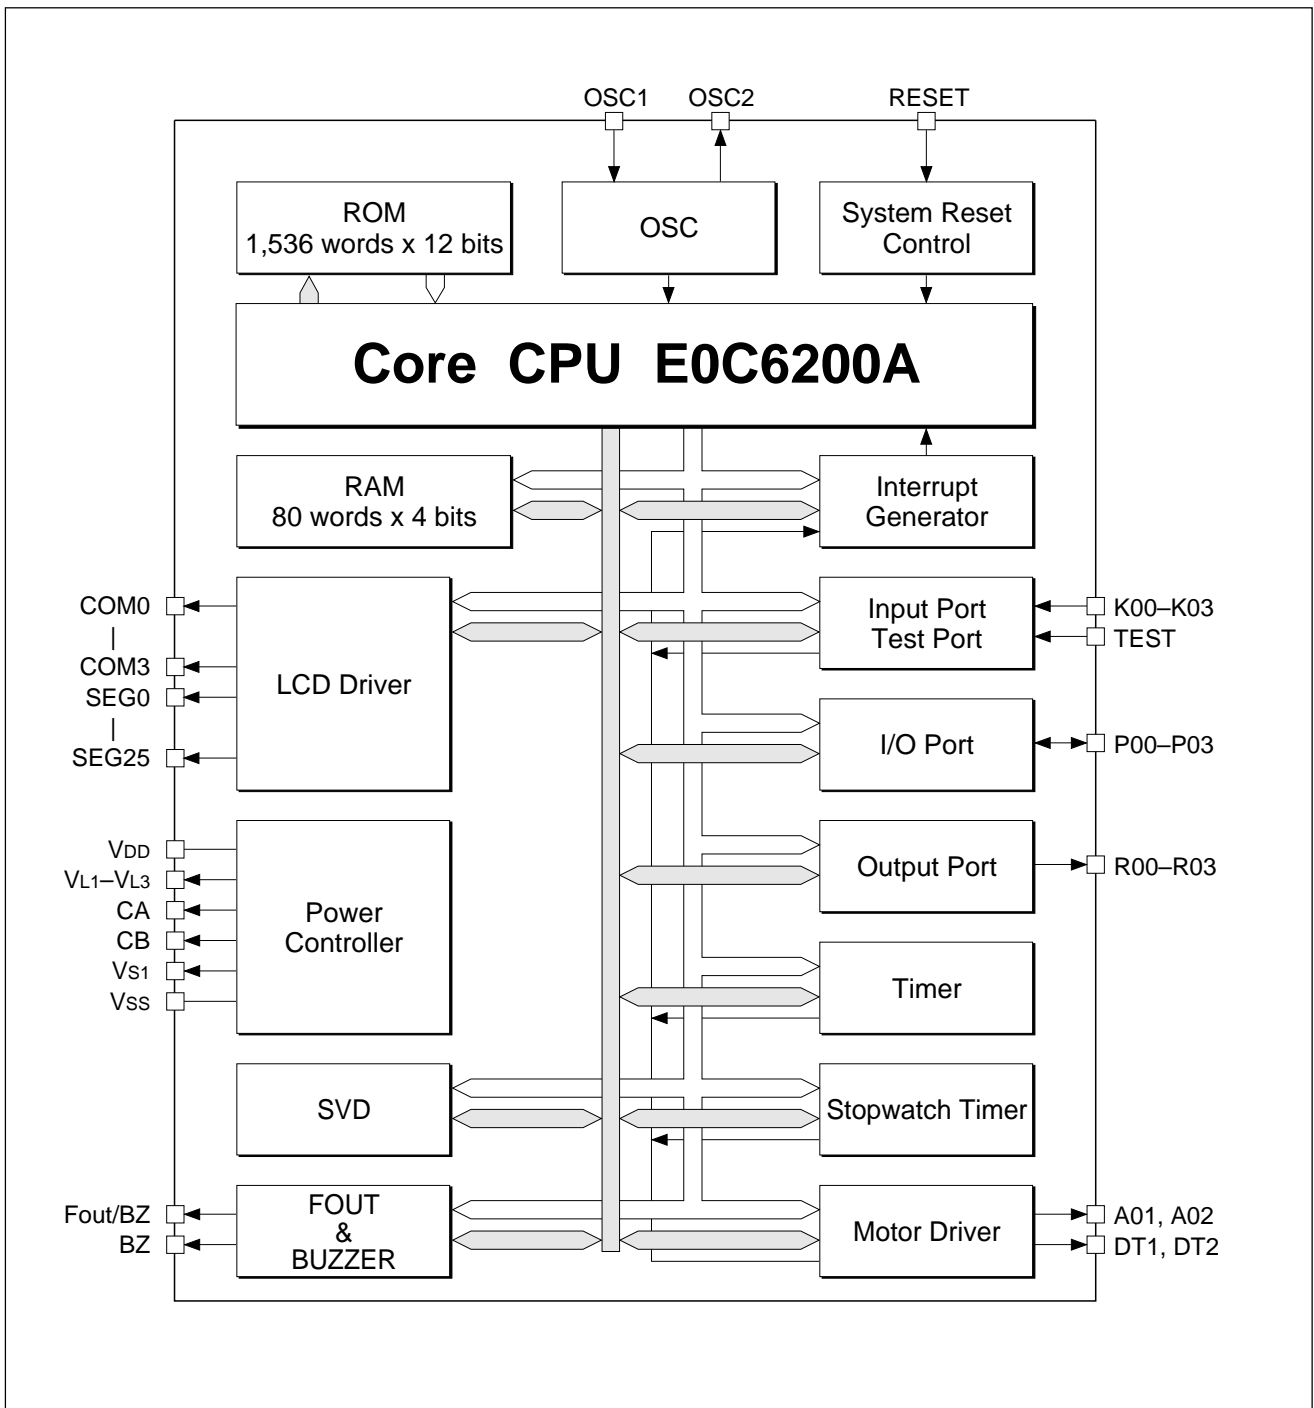 OSC1
OSC2
RESET
ROM
1,536 words x 12 bits
OSC
System Reset
Control
Core CPU E0C6200A
RAM
80 words x 4 bits
Interrupt
Generator
COM0
|
COM3
SEG0
|
SEG25
LCD Driver
Input Port
Test Port
K00–K03
TEST
I/O Port
P00–P03
VDD
VL1–VL3
CA
CB
VS1
VSS
Power
Controller
Output Port
R00–R03
Timer
SVD
Stopwatch Timer
Fout/BZ
BZ
FOUT
&
BUZZER
Motor Driver
A01, A02
DT1, DT2